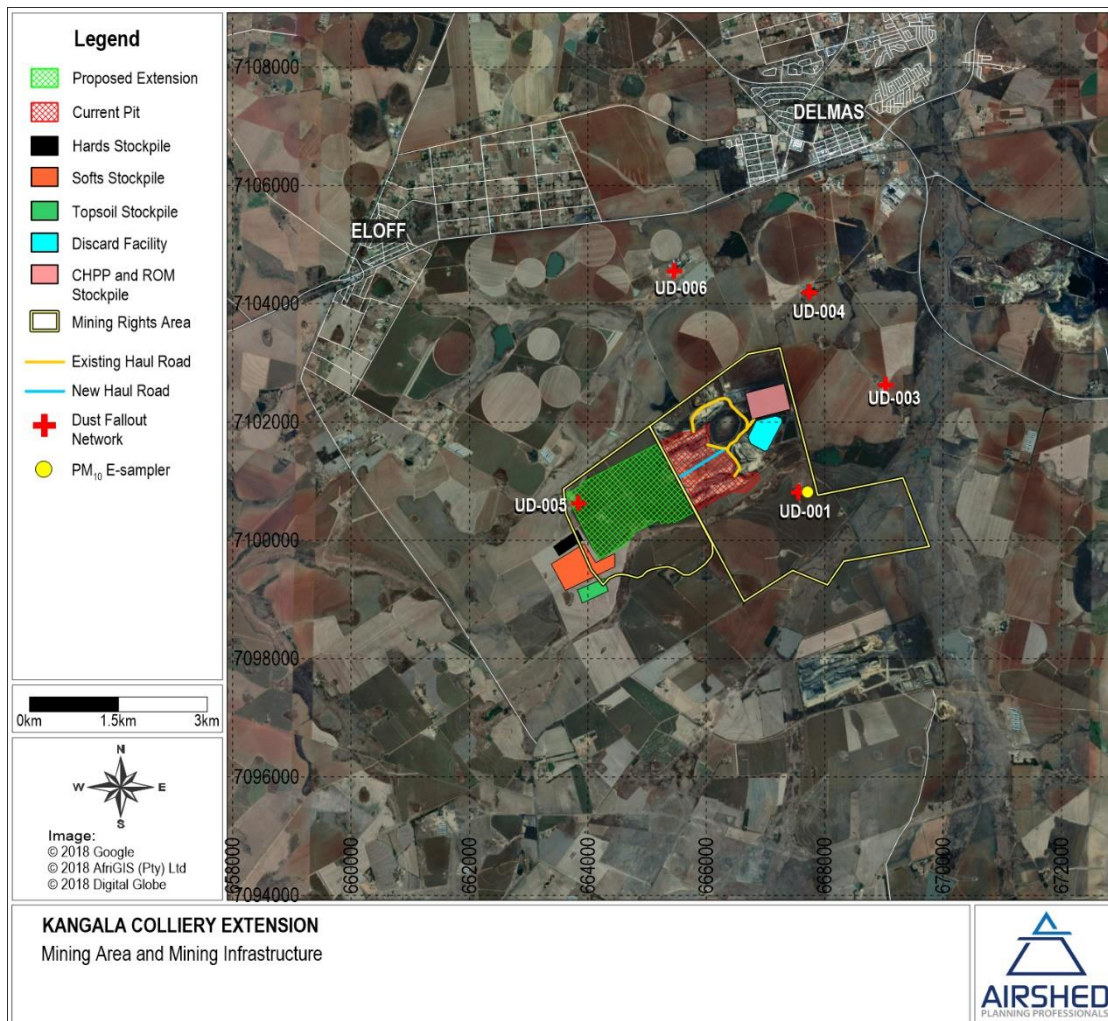 Legend
Proposed Extension
Current Pit
Hards Stockpile
Softs Stockpile
Topsoil Stockpile
Discard Facility
CHPP and ROM
Stockpile
Mining Rights Area
Existing Haul Road
New Haul Road
Dust Fallout
Network
PM10 E-sampler
0km 1.5km 3km
N
W E
S
Image:
© 2018 Google
© 2018 AfriGIS (Pty) Ltd
© 2018 Digital Globe
7108000
DELMAS
7106000
ELOFF
UD-006
7104000
UD-004
UD-003
7102000
UD-005
UD-001
7100000
7098000
7096000
7094000
658000
660000
662000
664000
666000
668000
670000
672000
KANGALA COLLIERY EXTENSION
Mining Area and Mining Infrastructure
AIRSHED
PLANNING PROFESSIONALS